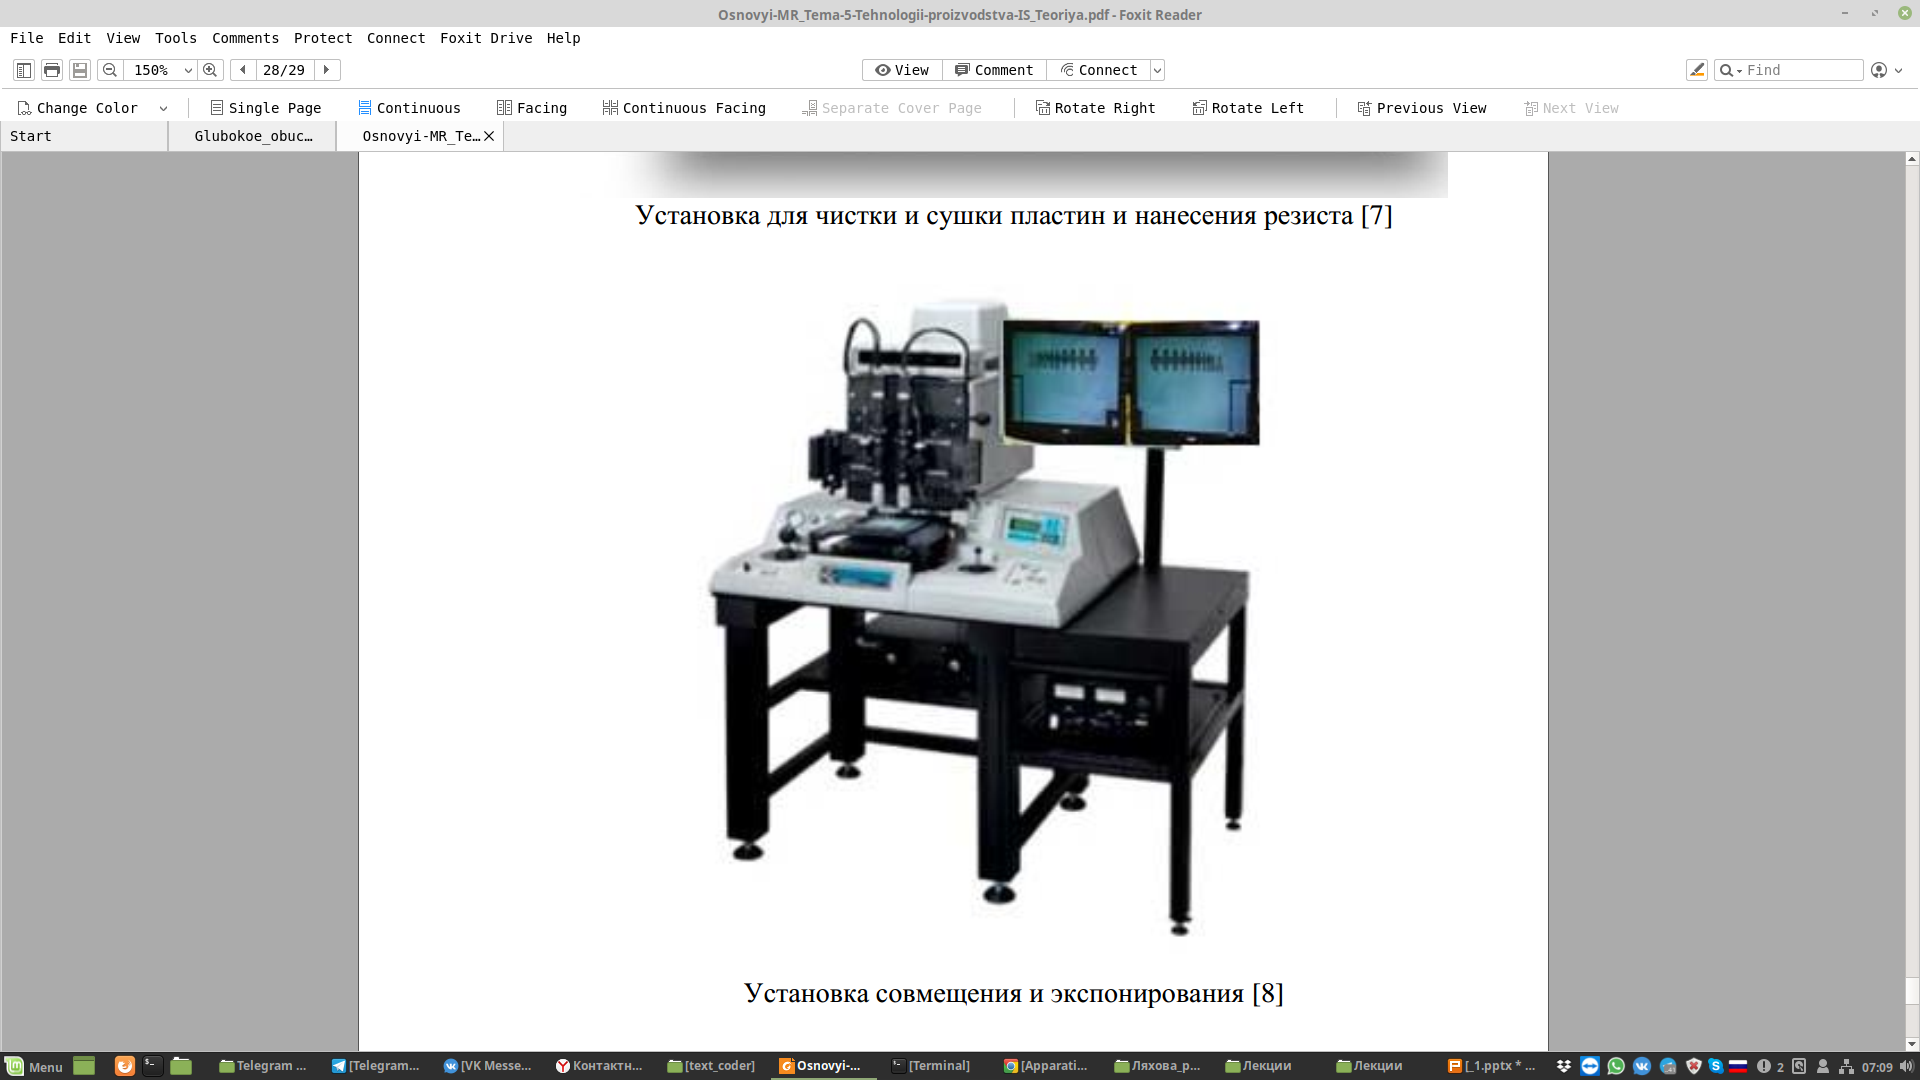 Osnovyi-MR_Tema-5-Tehnologii-proizvodstva-IS_Teoriya.pdf - Foxit Reader
File Edit View Tools Comments Protect Connect Foxit Drive Help
150% 28/29 View Comment Connect Find
Change Color Single Page Continuous Facing Continuous Facing Separate Cover Page Rotate Right Rotate Left Previous View Next View
Start Glubokoe_obuc… Osnovyi-MR_Te…
Установка для чистки и сушки пластин и нанесения резиста [7]
Установка совмещения и экспонирования [8]
Menu Telegram ... [Telegram... [VK Messe... Контактн... [text_coder] Osnovyi-... [Terminal] [Apparati... Ляхова_р... Лекции Лекции [_1.pptx * ... 2 07:09